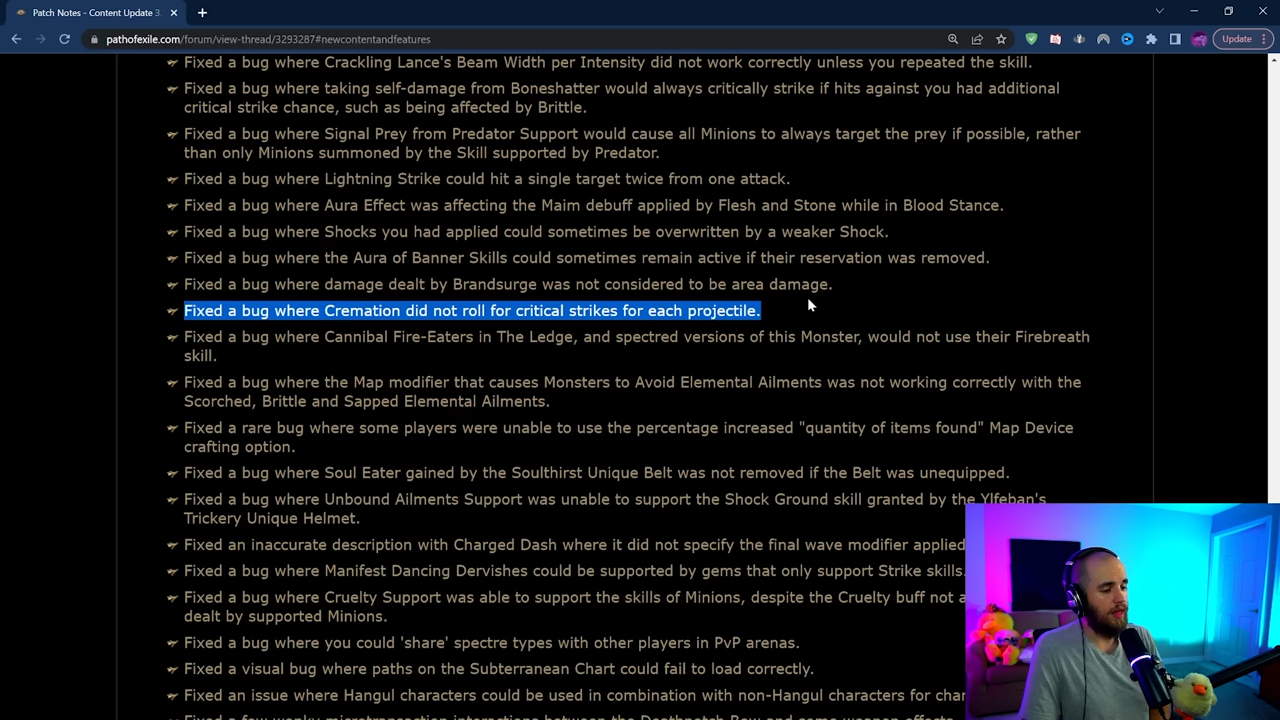 Patch Notes - Content Update 3.
pathofexile.com/forum/view-thread/3293287#newcontentandfeatures
Update
Fixed a bug where Crackling Lance's Beam Width per Intensity did not work correctly unless you repeated the skill.
Fixed a bug where taking self-damage from Boneshatter would always critically strike if hits against you had additional
critical strike chance, such as being affected by Brittle.
Fixed a bug where Signal Prey from Predator Support would cause all Minions to always target the prey if possible, rather
than only Minions summoned by the Skill supported by Predator.
Fixed a bug where Lightning Strike could hit a single target twice from one attack.
Fixed a bug where Aura Effect was affecting the Maim debuff applied by Flesh and Stone while in Blood Stance.
Fixed a bug where Shocks you had applied could sometimes be overwritten by a weaker Shock.
Fixed a bug where the Aura of Banner Skills could sometimes remain active if their reservation was removed.
Fixed a bug where damage dealt by Brandsurge was not considered to be area damage.
Fixed a bug where Cremation did not roll for critical strikes for each projectile.
Fixed a bug where Cannibal Fire-Eaters in The Ledge, and spectred versions of this Monster, would not use their Firebreath
skill.
Fixed a bug where the Map modifier that causes Monsters to Avoid Elemental Ailments was not working correctly with the
Scorched, Brittle and Sapped Elemental Ailments.
Fixed a rare bug where some players were unable to use the percentage increased "quantity of items found" Map Device
crafting option.
Fixed a bug where Soul Eater gained by the Soulthirst Unique Belt was not removed if the Belt was unequipped.
Fixed a bug where Unbound Ailments Support was unable to support the Shock Ground skill granted by the Ylfeban's
Trickery Unique Helmet.
Fixed an inaccurate description with Charged Dash where it did not specify the final wave modifier applied
Fixed a bug where Manifest Dancing Dervishes could be supported by gems that only support Strike skills.
Fixed a bug where Cruelty Support was able to support the skills of Minions, despite the Cruelty buff not a
dealt by supported Minions.
Fixed a bug where you could 'share' spectre types with other players in PvP arenas.
Fixed a visual bug where paths on the Subterranean Chart could fail to load correctly.
Fixed an issue where Hangul characters could be used in combination with non-Hangul characters for char
Fixed a few wonky microtransaction interactions between the Deathpetch Bow and some weapon effects